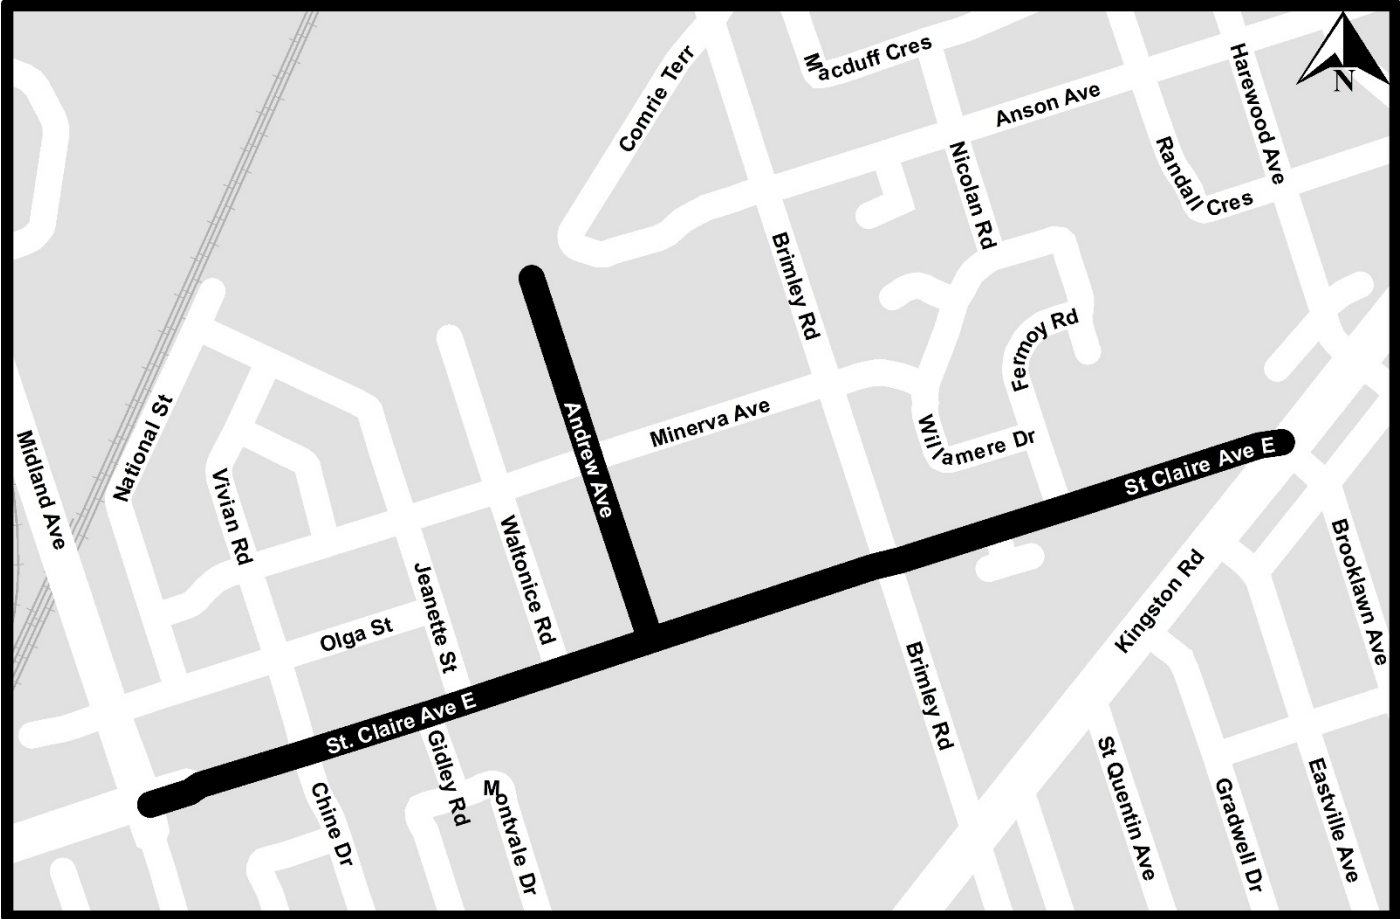 Macduff Cres
Comrie Terr
Harewood Ave
N
Anson Ave
Nicolan Rd
Randall
Cres
Brimley Rd
Fermoy Rd
National St
Andrew Ave
Minerva Ave
Willamere Dr
Midland Ave
Vivian Rd
St Claire Ave E
Waltonice Rd
Jeanette St
Brooklawn Ave
Kingston Rd
Olga St
Brimley Rd
St. Claire Ave E
Gidley Rd
St Quentin Ave
Chine Dr
Montvale Dr
Gradwell Dr
Eastville Ave